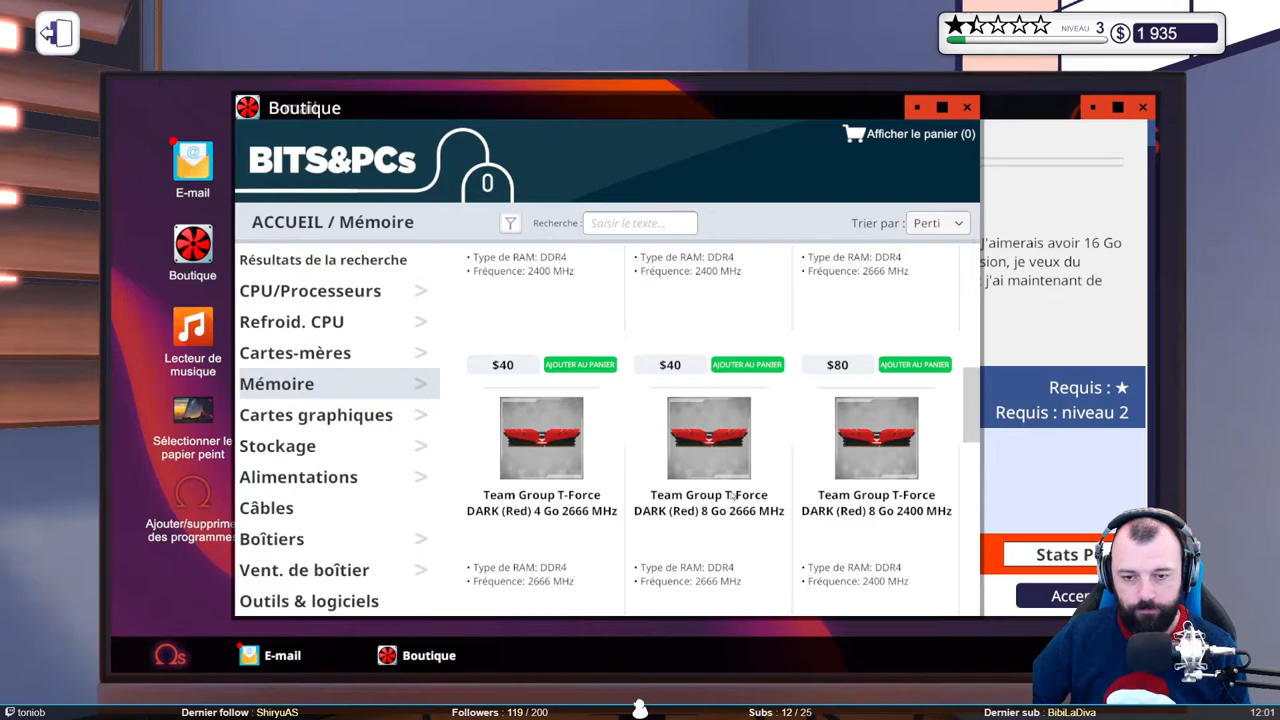 NIVEAU 3 $ 1 935
Boutique
Afficher le panier (0)
BITS&PCs
ACCUEIL / Mémoire
Recherche : Saisir le texte...
Trier par : Perti
E-mail
Boutique
Lecteur de
musique
Sélectionner le
papier peint
Ajouter/supprime
des programme
Résultats de la recherche
CPU/Processeurs >
Refroid. CPU >
Cartes-mères >
Mémoire >
Cartes graphiques >
Stockage >
Alimentations >
Câbles
Boîtiers >
Vent. de boîtier >
Outils & logiciels
• Type de RAM: DDR4
• Fréquence: 2400 MHz
$40 AJOUTER AU PANIER
• Type de RAM: DDR4
• Fréquence: 2400 MHz
$40 AJOUTER AU PANIER
• Type de RAM: DDR4
• Fréquence: 2666 MHz
$80 AJOUTER AU PANIER
Team Group T-Force
DARK (Red) 4 Go 2666 MHz
• Type de RAM: DDR4
• Fréquence: 2666 MHz
Team Group T-Force
DARK (Red) 8 Go 2666 MHz
• Type de RAM: DDR4
• Fréquence: 2666 MHz
Team Group T-Force
DARK (Red) 8 Go 2400 MHz
• Type de RAM: DDR4
• Fréquence: 2400 MHz
J'aimerais avoir 16 Go
sion, je veux du
j'ai maintenant de
Requis : ★
Requis : niveau 2
Stats P
Accep
Ωs E-mail Boutique
toniob Dernier follow : ShiryuAS Followers : 119 / 200 Subs : 12 / 25 Dernier sub : BibiLaDiva 12:01